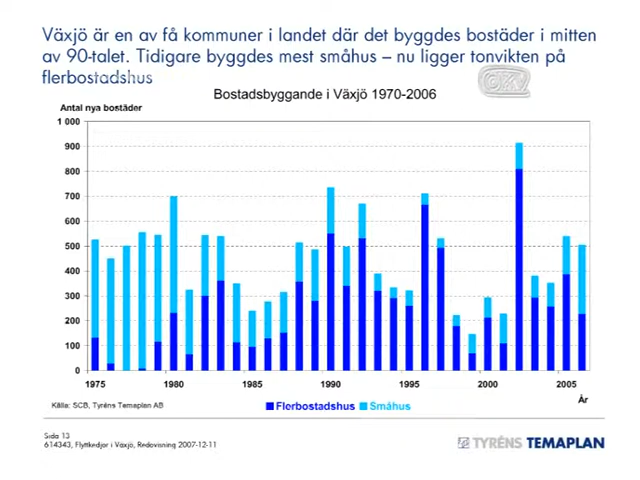 Växjö är en av få kommuner i landet där det byggdes bostäder i mitten
av 90-talet. Tidigare byggdes mest småhus – nu ligger tonvikten på
flerbostadshus
Bostadsbyggande i Växjö 1970-2006
Antal nya bostäder
1 000
900
800
700
600
500
400
300
200
100
0
1975 1980 1985 1990 1995 2000 2005
År
Källa: SCB, Tyréns Temaplan AB
Flerbostadshus Småhus
Sida 13
614343, Flyttkedjor i Växjö, Redovisning 2007-12-11
TYRÉNS TEMAPLAN